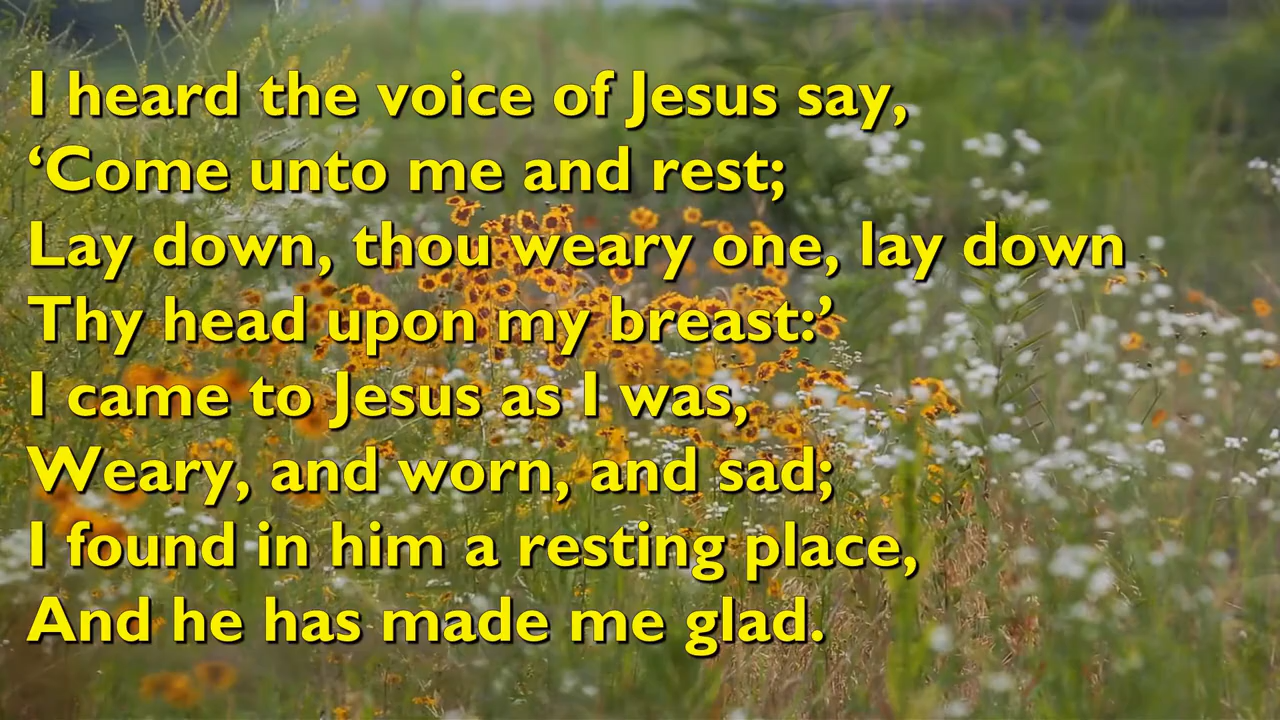 I heard the voice of Jesus say,
‘Come unto me and rest;
Lay down, thou weary one, lay down
Thy head upon my breast:’
I came to Jesus as I was,
Weary, and worn, and sad;
I found in him a resting place,
And he has made me glad.